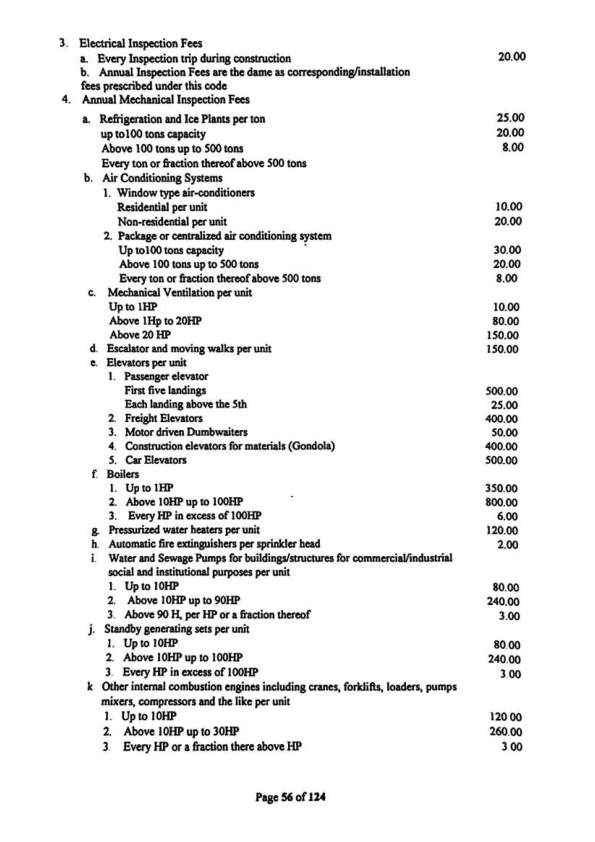 3. Electrical Inspection Fees
a. Every Inspection trip during construction 20.00
b. Annual Inspection Fees are the dame as corresponding/installation
fees prescribed under this code
4. Annual Mechanical Inspection Fees
a. Refrigeration and Ice Plants per ton 25.00
up to100 tons capacity 20.00
Above 100 tons up to 500 tons 8.00
Every ton or fraction thereof above 500 tons
b. Air Conditioning Systems
1. Window type air-conditioners
Residential per unit 10.00
Non-residential per unit 20.00
2. Package or centralized air conditioning system
Up to100 tons capacity 30.00
Above 100 tons up to 500 tons 20.00
Every ton or fraction thereof above 500 tons 8.00
c. Mechanical Ventilation per unit
Up to 1HP 10.00
Above 1Hp to 20HP 80.00
Above 20 HP 150.00
d. Escalator and moving walks per unit 150.00
e. Elevators per unit
1. Passenger elevator
First five landings 500.00
Each landing above the 5th 25.00
2. Freight Elevators 400.00
3. Motor driven Dumbwaiters 50.00
4. Construction elevators for materials (Gondola) 400.00
5. Car Elevators 500.00
f. Boilers
1. Up to 1HP 350.00
2. Above 10HP up to 100HP 800.00
3. Every HP in excess of 100HP 6.00
g. Pressurized water heaters per unit 120.00
h. Automatic fire extinguishers per sprinkler head 2.00
i. Water and Sewage Pumps for buildings/structures for commercial/industrial
social and institutional purposes per unit
1. Up to 10HP 80.00
2. Above 10HP up to 90HP 240.00
3. Above 90 H, per HP or a fraction thereof 3.00
j. Standby generating sets per unit
1. Up to 10HP 80.00
2. Above 10HP up to 100HP 240.00
3. Every HP in excess of 100HP 3 00
k Other internal combustion engines including cranes, forklifts, loaders, pumps
mixers, compressors and the like per unit
1. Up to 10HP 120 00
2. Above 10HP up to 30HP 260.00
3. Every HP or a fraction there above HP 3 00
Page 56 of 124